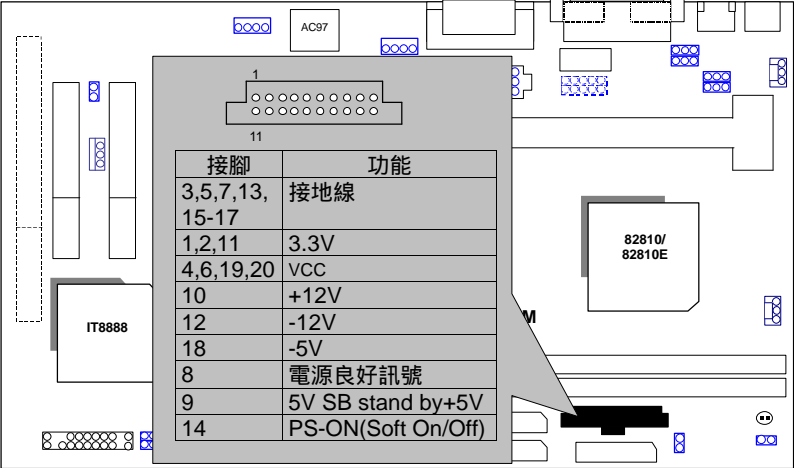 AC97
1
11
接腳 功能
3,5,7,13, 接地線
15-17
1,2,11 3.3V
4,6,19,20 VCC
10 +12V
12 -12V
18 -5V
8 電源良好訊號
9 5V SB stand by+5V
14 PS-ON(Soft On/Off)
82810/
82810E
IT8888
M